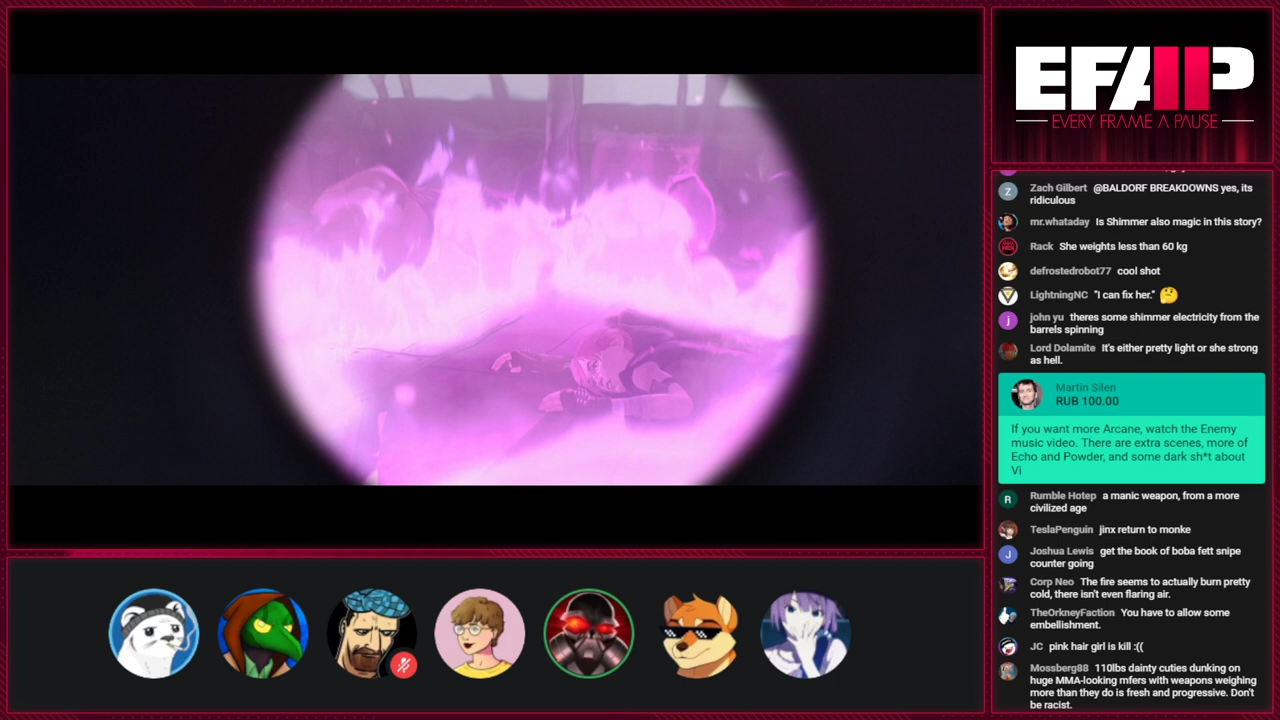 EFAP
EVERY FRAME A PAUSE
Zach Gilbert @BALDORF BREAKDOWNS yes, its
ridiculous
mr.whataday Is Shimmer also magic in this story?
Rack She weights less than 60 kg
defrostedrobot77 cool shot
LightningNC "I can fix her." 🤔
john yu theres some shimmer electricity from the
barrels spinning
Lord Dolamite It's either pretty light or she strong
as hell.
Martin Silen
RUB 100.00
If you want more Arcane, watch the Enemy
music video. There are extra scenes, more of
Echo and Powder, and some dark sh*t about
Vi
R
Rumble Hotep a manic weapon, from a more
civilized age
TeslaPenguin jinx return to monke
J
Joshua Lewis get the book of boba fett snipe
counter going
Corp Neo The fire seems to actually burn pretty
cold, there isn't even flaring air.
TheOrkneyFaction You have to allow some
embellishment.
JC pink hair girl is kill :((
Mossberg88 110lbs dainty cuties dunking on
huge MMA-looking mfers with weapons weighing
more than they do is fresh and progressive. Don't
be racist.